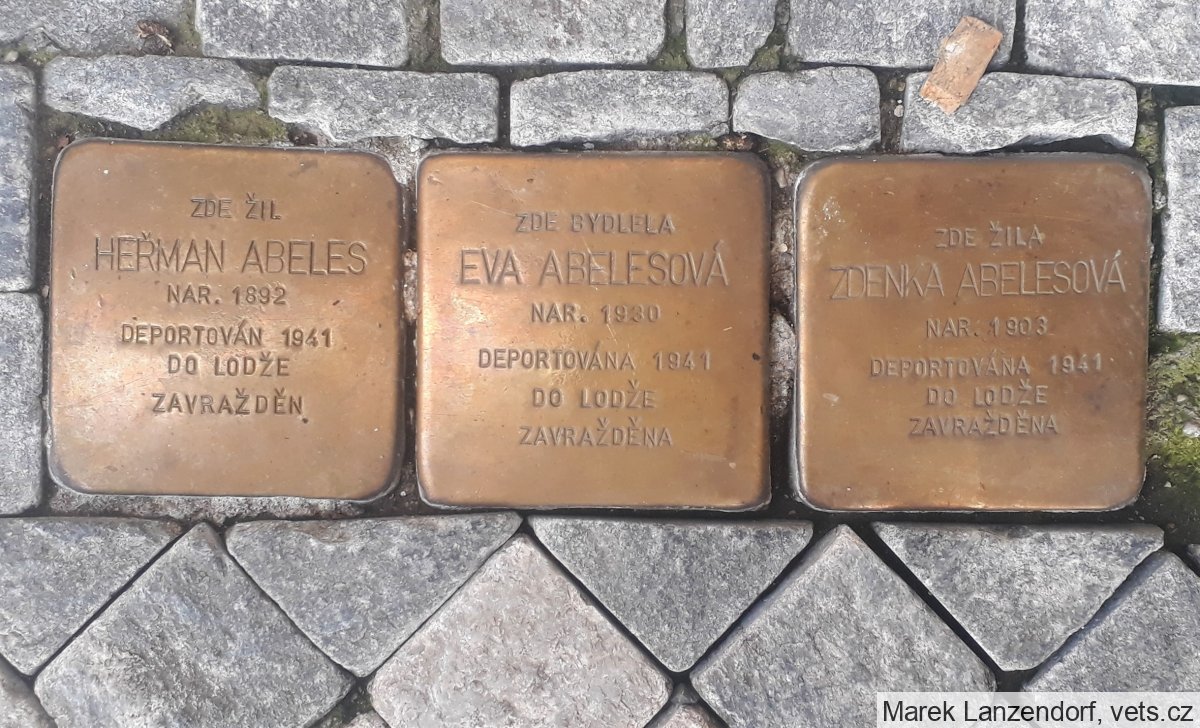 ZDE ŽIL
HEŘMAN ABELES
NAR. 1892
DEPORTOVÁN 1941
DO LODŽE
ZAVRAŽDĚN
ZDE BYDLELA
EVA ABELESOVÁ
NAR. 1930
DEPORTOVÁNA 1941
DO LODŽE
ZAVRAŽDĚNA
ZDE ŽILA
ZDENKA ABELESOVÁ
NAR. 1903
DEPORTOVÁNA 1941
DO LODŽE
ZAVRAŽDĚNA
Marek Lanzendorf, vets.cz